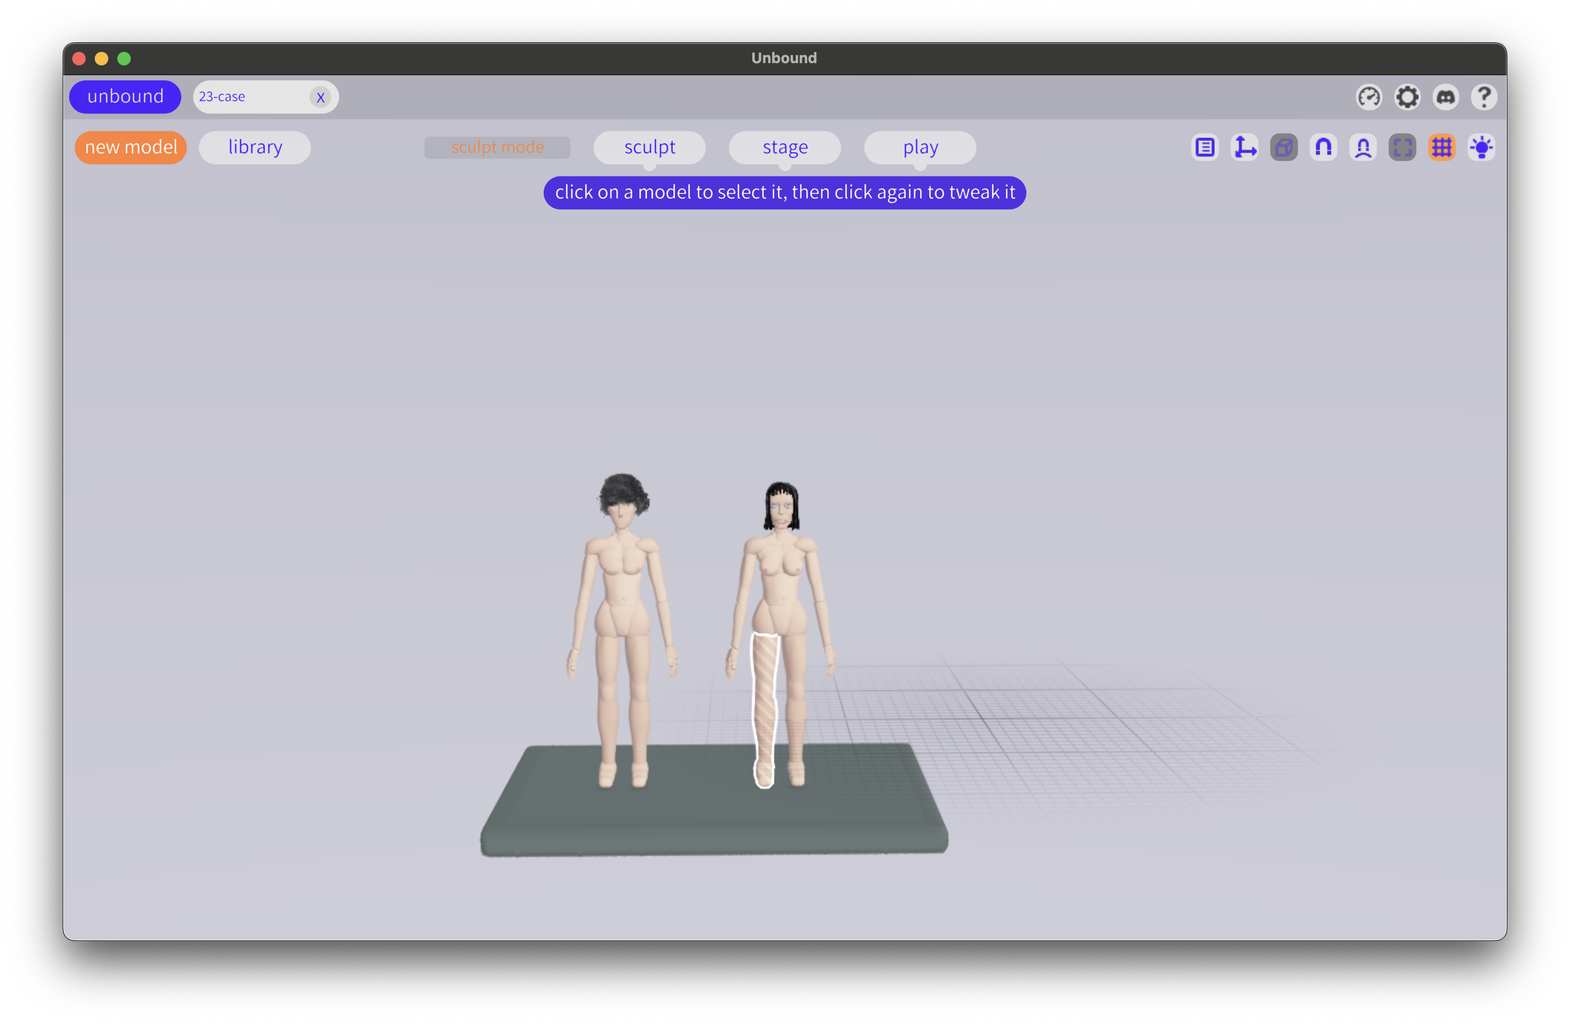 Unbound
unbound
23-case
X
new model
library
sculpt mode
sculpt
stage
play
click on a model to select it, then click again to tweak it
?